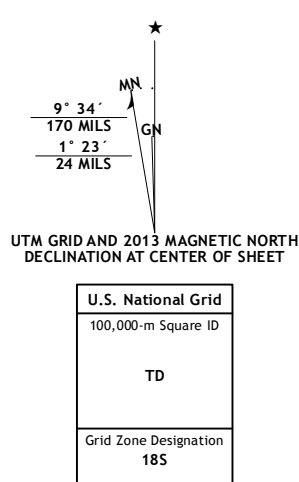 MN
9° 34´
170 MILS
GN
1° 23´
24 MILS
UTM GRID AND 2013 MAGNETIC NORTH
DECLINATION AT CENTER OF SHEET
U.S. National Grid
100,000-m Square ID
TD
Grid Zone Designation
18S